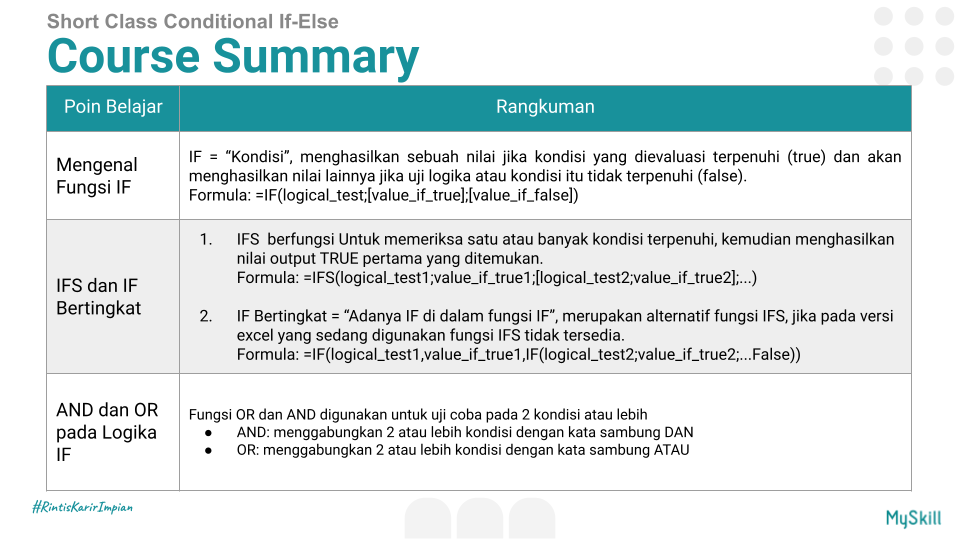 Short Class Conditional If-Else
Course Summary
Poin Belajar
Rangkuman
Mengenal
Fungsi IF
IF = “Kondisi”, menghasilkan sebuah nilai jika kondisi yang dievaluasi terpenuhi (true) dan akan
menghasilkan nilai lainnya jika uji logika atau kondisi itu tidak terpenuhi (false).
Formula: =IF(logical_test;[value_if_true];[value_if_false])
IFS dan IF
Bertingkat
1. IFS berfungsi Untuk memeriksa satu atau banyak kondisi terpenuhi, kemudian menghasilkan
nilai output TRUE pertama yang ditemukan.
Formula: =IFS(logical_test1;value_if_true1;[logical_test2;value_if_true2];...)
2. IF Bertingkat = “Adanya IF di dalam fungsi IF”, merupakan alternatif fungsi IFS, jika pada versi
excel yang sedang digunakan fungsi IFS tidak tersedia.
Formula: =IF(logical_test1,value_if_true1,IF(logical_test2;value_if_true2;...False))
AND dan OR
pada Logika
IF
Fungsi OR dan AND digunakan untuk uji coba pada 2 kondisi atau lebih
● AND: menggabungkan 2 atau lebih kondisi dengan kata sambung DAN
● OR: menggabungkan 2 atau lebih kondisi dengan kata sambung ATAU
#RintisKarirImpian
MySkill